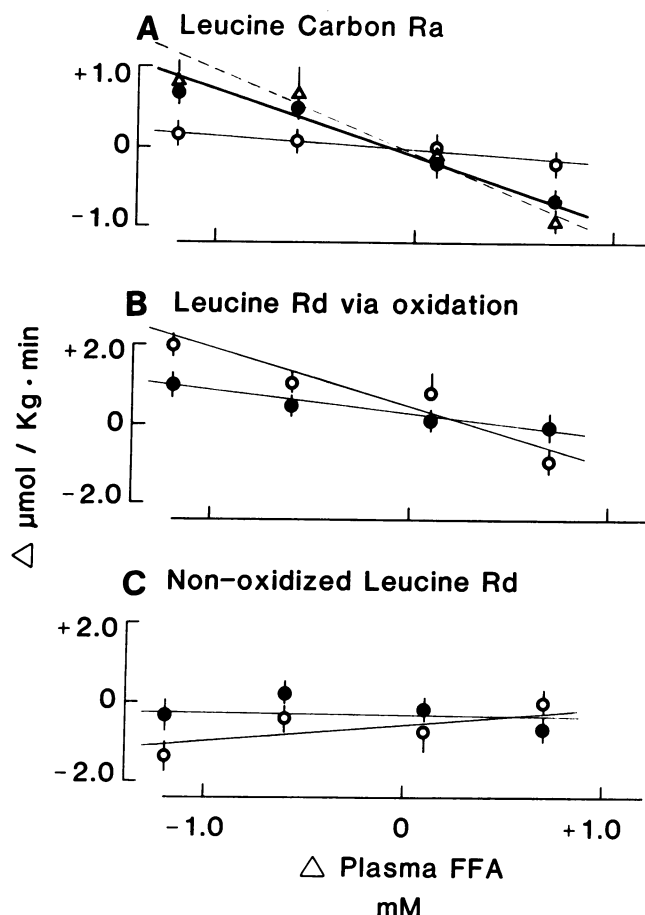 A Leucine Carbon Ra
+1.0
0
-1.0
B Leucine Rd via oxidation
+2.0
0
-2.0
△ µmol / Kg·min
C Non-oxidized Leucine Rd
+2.0
0
-2.0
-1.0 0 +1.0
△ Plasma FFA
mM